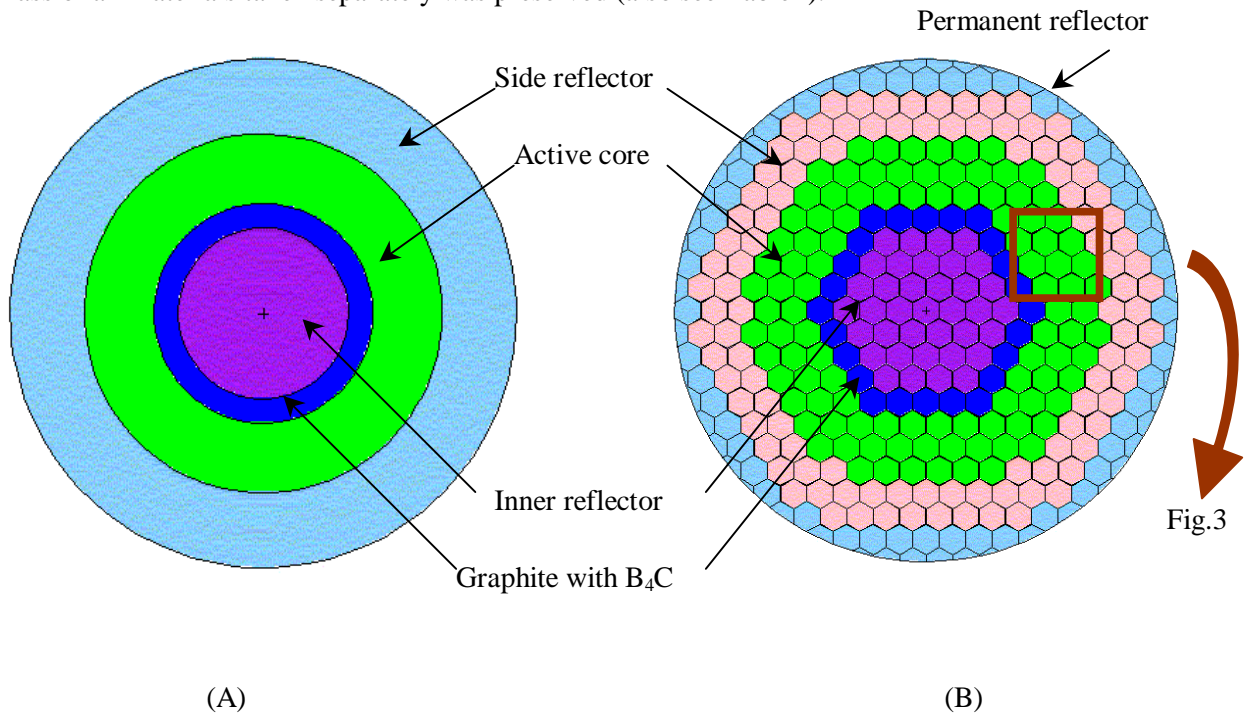 Permanent reflector
Side reflector
Active core
Inner reflector
Fig.3
Graphite with B₄C
(A)
(B)